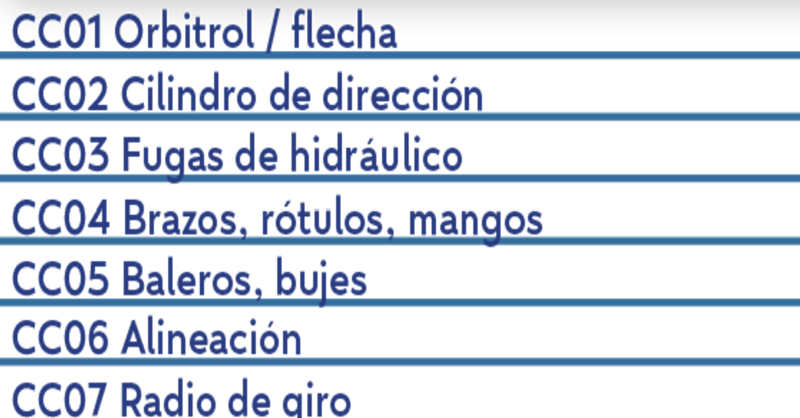 CC01 Orbitrol / flecha
CC02 Cilindro de dirección
CC03 Fugas de hidráulico
CC04 Brazos, rótulos, mangos
CC05 Baleros, bujes
CC06 Alineación
CC07 Radio de giro